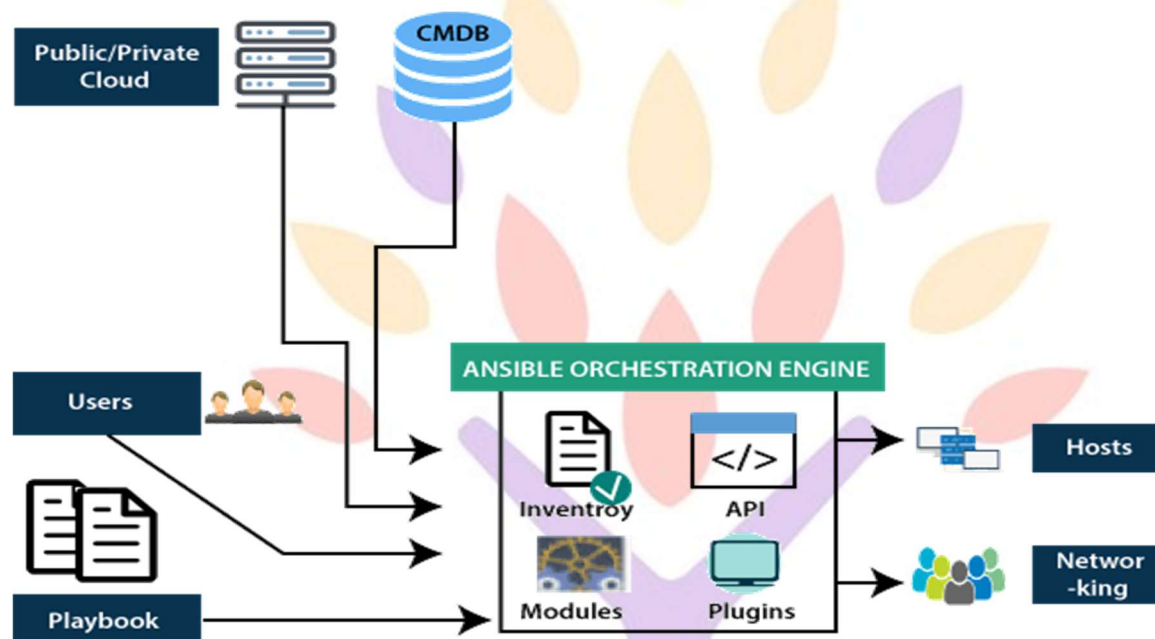 Public/Private
Cloud
CMDB
Users
Playbook
ANSIBLE ORCHESTRATION ENGINE
</>
Inventroy
API
Modules
Plugins
Hosts
Networ
-king